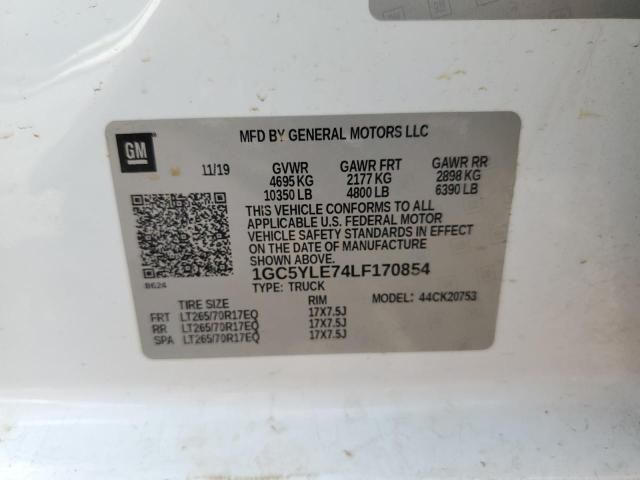 GM
MFD BY GENERAL MOTORS LLC
11/19 GVWR GAWR FRT GAWR RR
4695 KG 2177 KG 2898 KG
10350 LB 4800 LB 6390 LB
THIS VEHICLE CONFORMS TO ALL
APPLICABLE U.S. FEDERAL MOTOR
VEHICLE SAFETY STANDARDS IN EFFECT
ON THE DATE OF MANUFACTURE
SHOWN ABOVE.
1GC5YLE74LF170854
B624
TYPE: TRUCK MODEL: 44CK20753
TIRE SIZE RIM
FRT LT265/70R17EQ 17X7.5J
RR LT265/70R17EQ 17X7.5J
SPA LT265/70R17EQ 17X7.5J